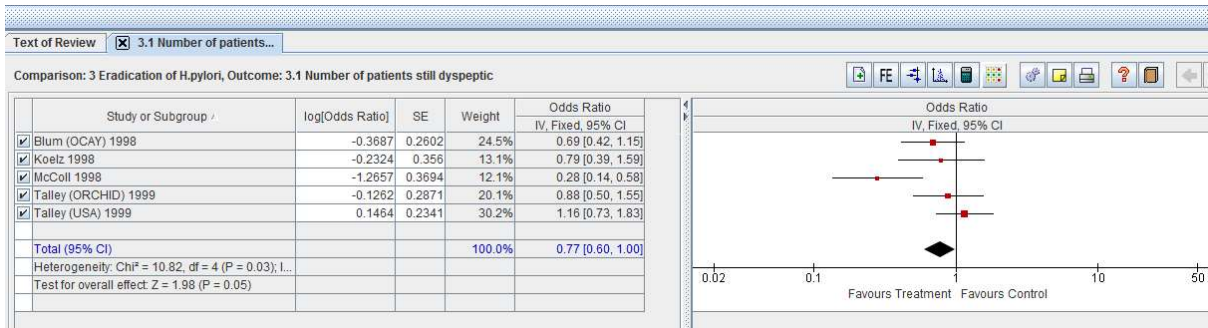 Text of Review 3.1 Number of patients...
Comparison: 3 Eradication of H.pylori, Outcome: 3.1 Number of patients still dyspeptic FE
Study or Subgroup log[Odds Ratio] SE Weight Odds Ratio Odds Ratio
IV, Fixed, 95% CI IV, Fixed, 95% CI
Blum (OCAY) 1998 -0.3687 0.2602 24.5% 0.69 [0.42, 1.15]
Koelz 1998 -0.2324 0.356 13.1% 0.79 [0.39, 1.59]
McColl 1998 -1.2657 0.3694 12.1% 0.28 [0.14, 0.58]
Talley (ORCHID) 1999 -0.1262 0.2871 20.1% 0.88 [0.50, 1.55]
Talley (USA) 1999 0.1464 0.2341 30.2% 1.16 [0.73, 1.83]
Total (95% CI) 100.0% 0.77 [0.60, 1.00]
Heterogeneity: Chi² = 10.82, df = 4 (P = 0.03); I...
Test for overall effect: Z = 1.98 (P = 0.05)
0.02 0.1 1 10 50
Favours Treatment Favours Control